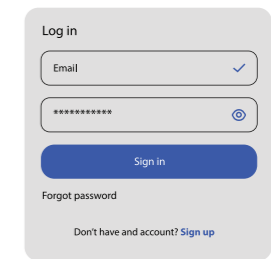 Log in
Email
***********
Sign in
Forgot password
Don't have and account? Sign up